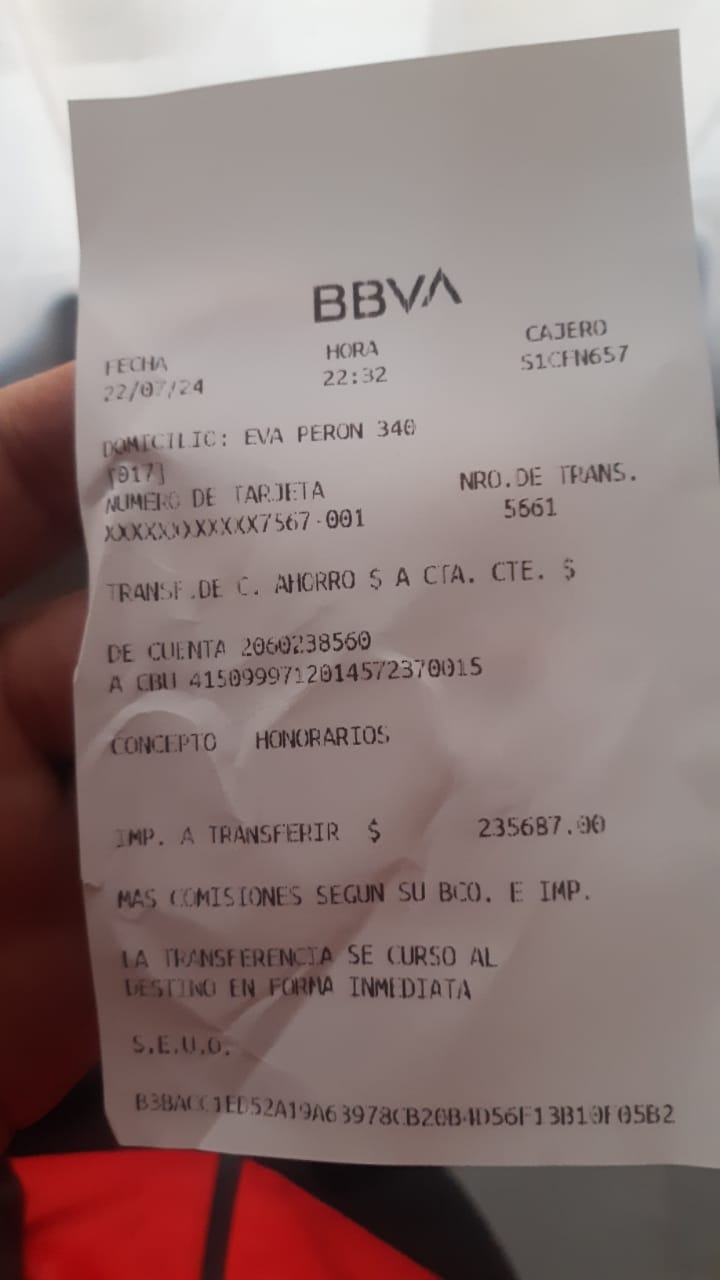 BBVA
FECHA HORA CAJERO
22/07/24 22:32 S1CFN657
DOMICILIC: EVA PERON 340
[017]
NUMERO DE TARJETA NRO.DE TRANS.
XXXXXXXXXXXX7567-001 5661
TRANSF.DE C. AHORRO $ A CTA. CTE. $
DE CUENTA 2060238560
A CBU 4150999712014572370015
CONCEPTO HONORARIOS
IMP. A TRANSFERIR $ 235687.00
MAS COMISIONES SEGUN SU BCO. E IMP.
LA TRANSFERENCIA SE CURSO AL
DESTINO EN FORMA INMEDIATA
S.E.U.O.